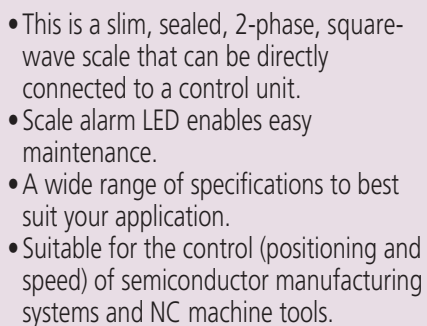 • This is a slim, sealed, 2-phase, square-
wave scale that can be directly
connected to a control unit.
• Scale alarm LED enables easy
maintenance.
• A wide range of specifications to best
suit your application.
• Suitable for the control (positioning and
speed) of semiconductor manufacturing
systems and NC machine tools.